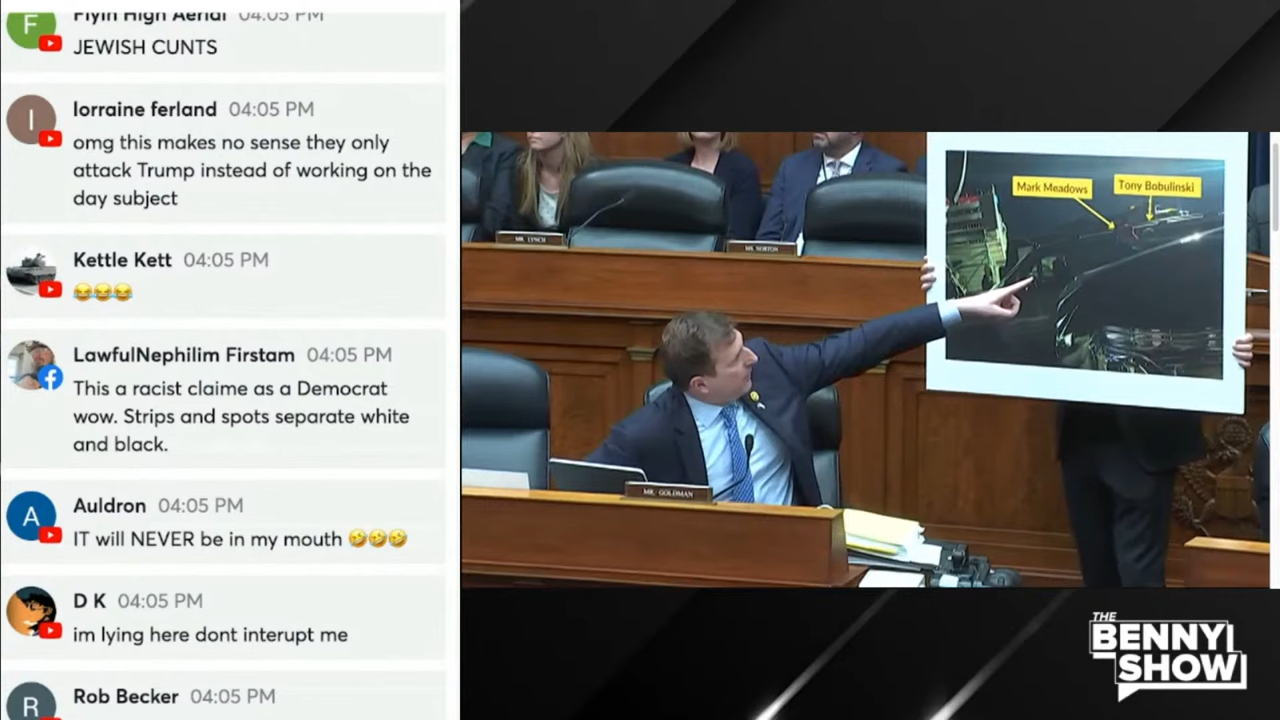 Flyin High Aerial 04:05 PM
JEWISH CUNTS
lorraine ferland 04:05 PM
omg this makes no sense they only
attack Trump instead of working on the
day subject
Kettle Kett 04:05 PM
😂😂😂
LawfulNephilim Firstam 04:05 PM
This a racist claime as a Democrat
wow. Strips and spots separate white
and black.
Auldron 04:05 PM
IT will NEVER be in my mouth 🤣🤣🤣
D K 04:05 PM
im lying here dont interupt me
Rob Becker 04:05 PM
F
I
A
R
MR. LYNCH
MS. NORTON
Mark Meadows
Tony Bobulinski
MR. GOLDMAN
THE
BENNY
SHOW